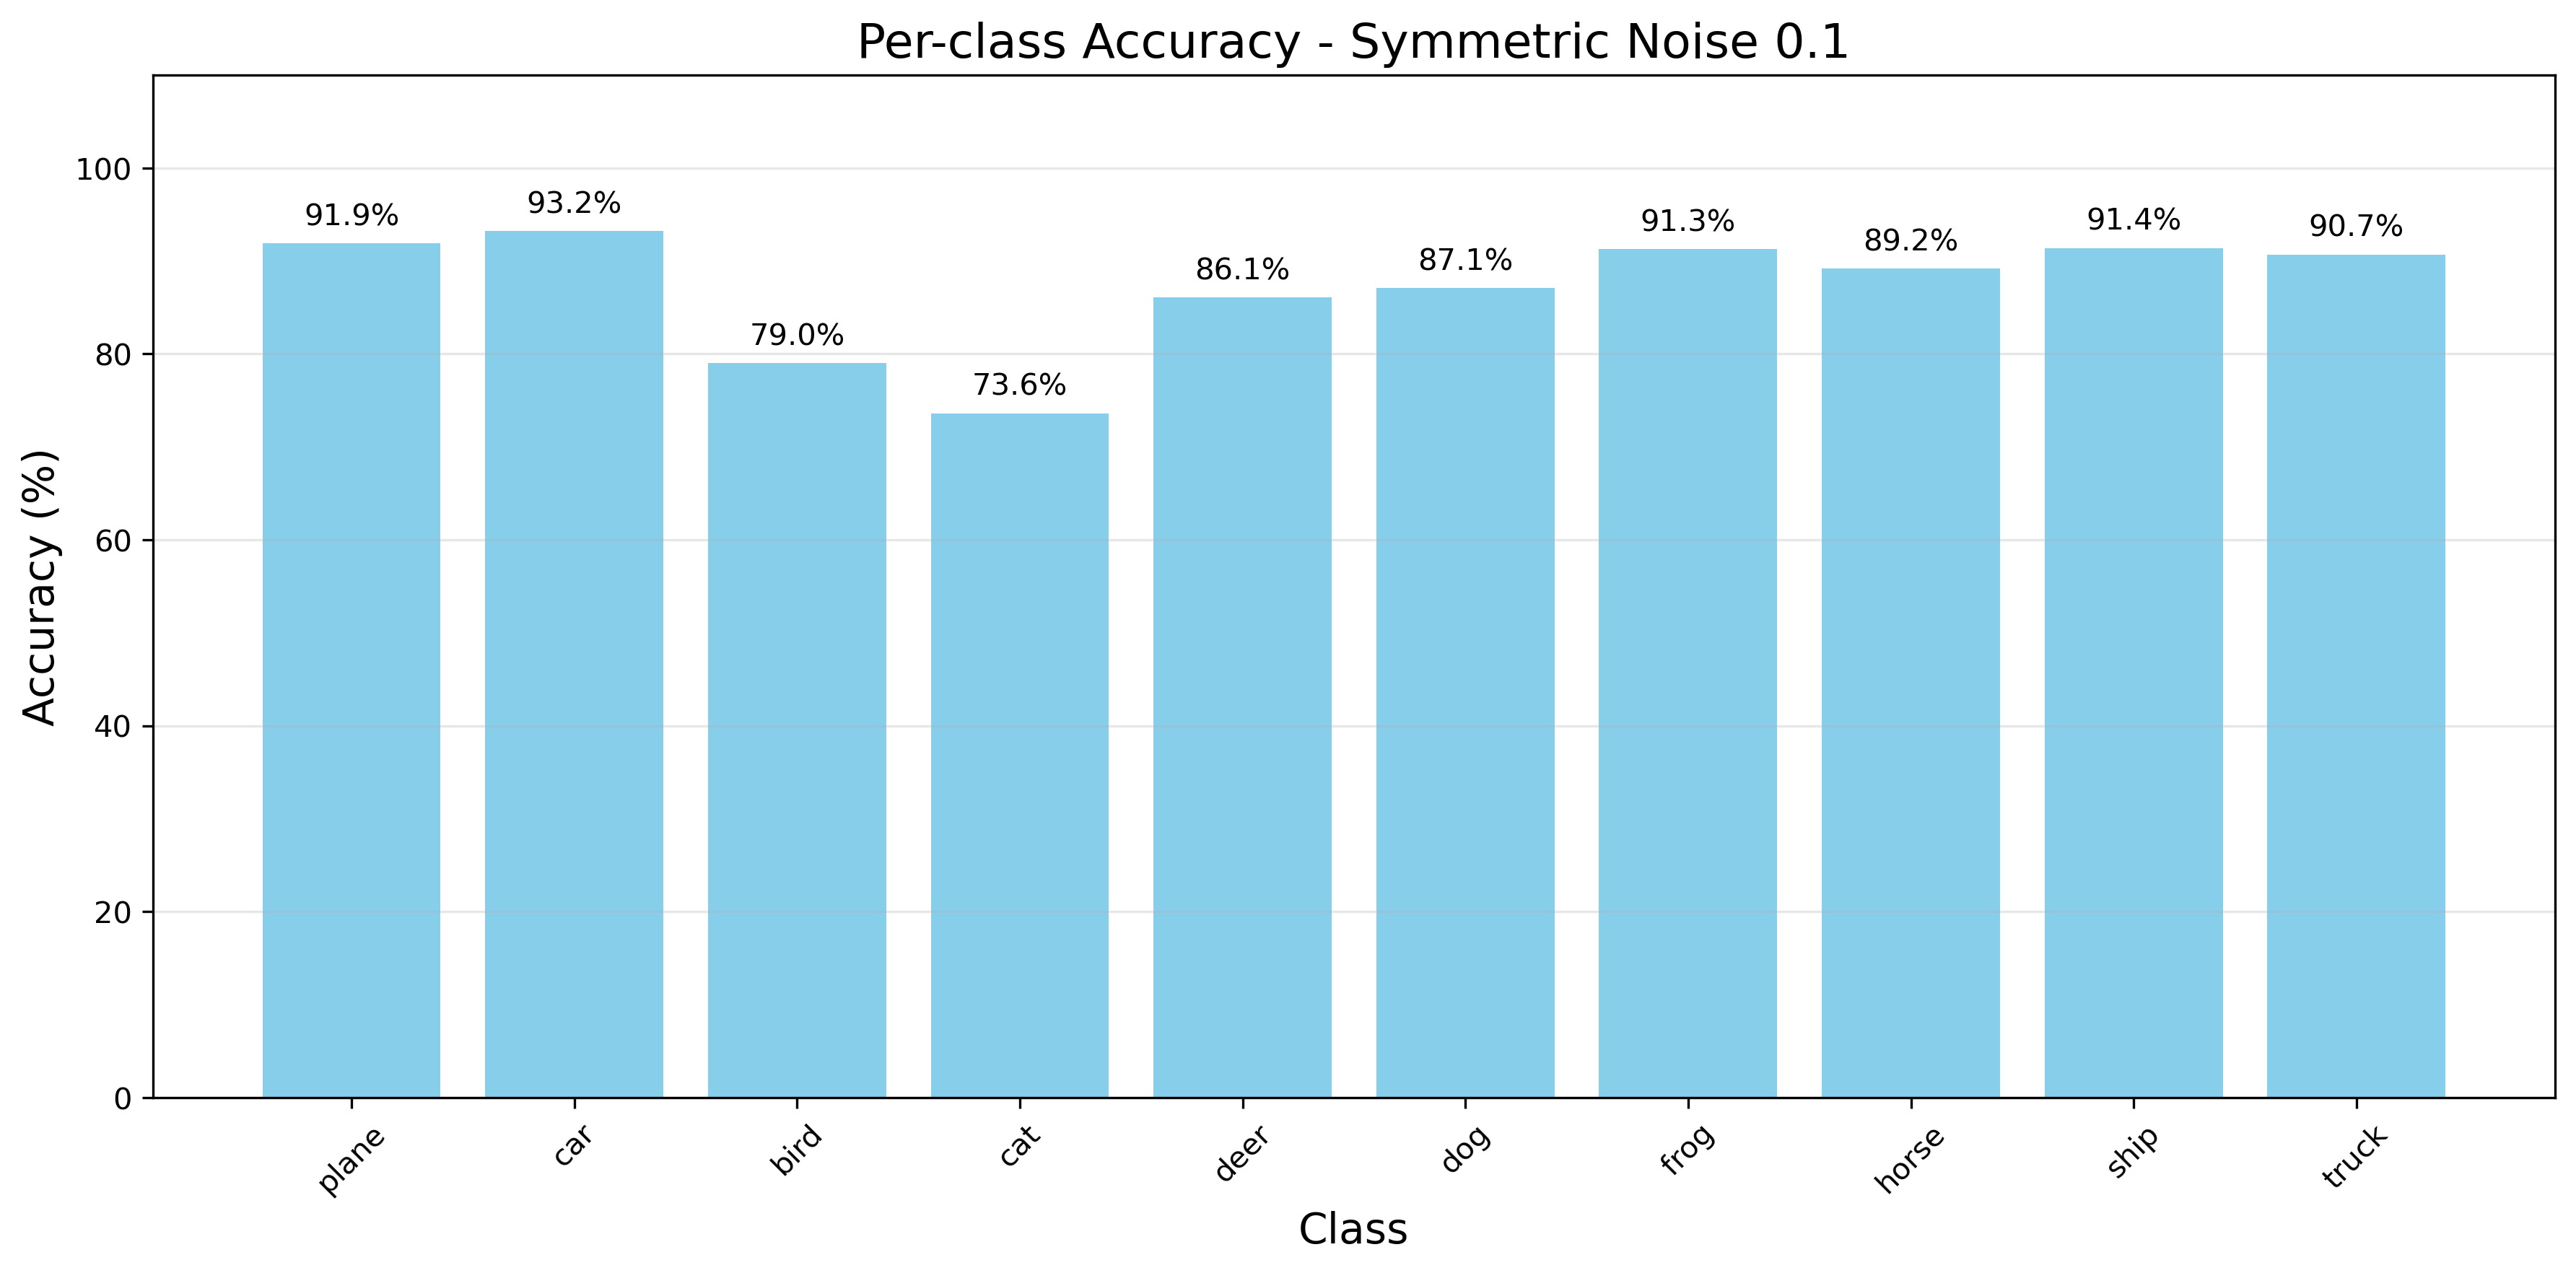 Per-class Accuracy - Symmetric Noise 0.1
Accuracy (%)
100
80
60
40
20
0
91.9%
93.2%
79.0%
73.6%
86.1%
87.1%
91.3%
89.2%
91.4%
90.7%
plane
car
bird
cat
deer
dog
frog
horse
ship
truck
Class